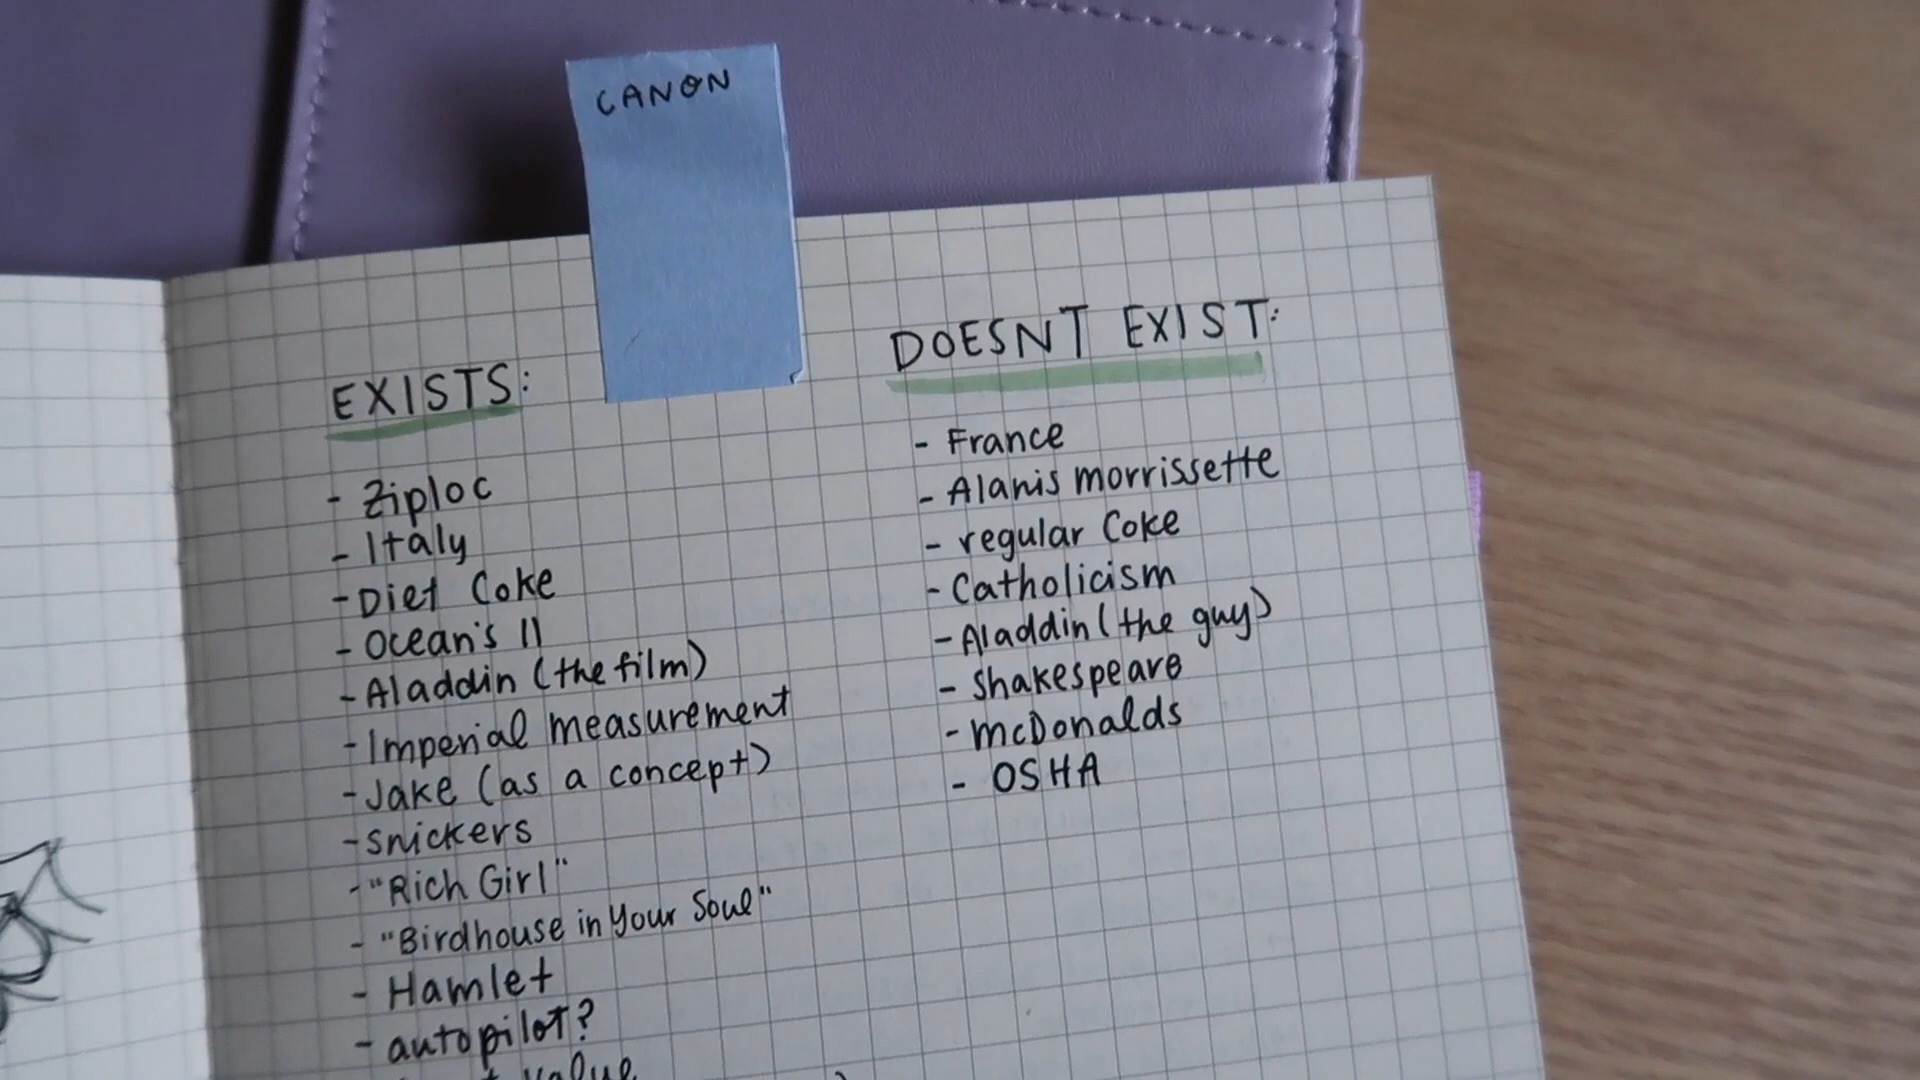 CANON
EXISTS:
- Ziploc
- Italy
- Diet Coke
- Ocean's 11
- Aladdin (the film)
- Imperial measurement
- Jake (as a concept)
- snickers
- "Rich Girl"
- "Birdhouse in Your Soul"
- Hamlet
- autopilot?
value
DOESNT EXIST:
- France
- Alanis morrissette
- regular Coke
- Catholicism
- Aladdin (the guy)
- Shakespeare
- mcDonalds
- OSHA